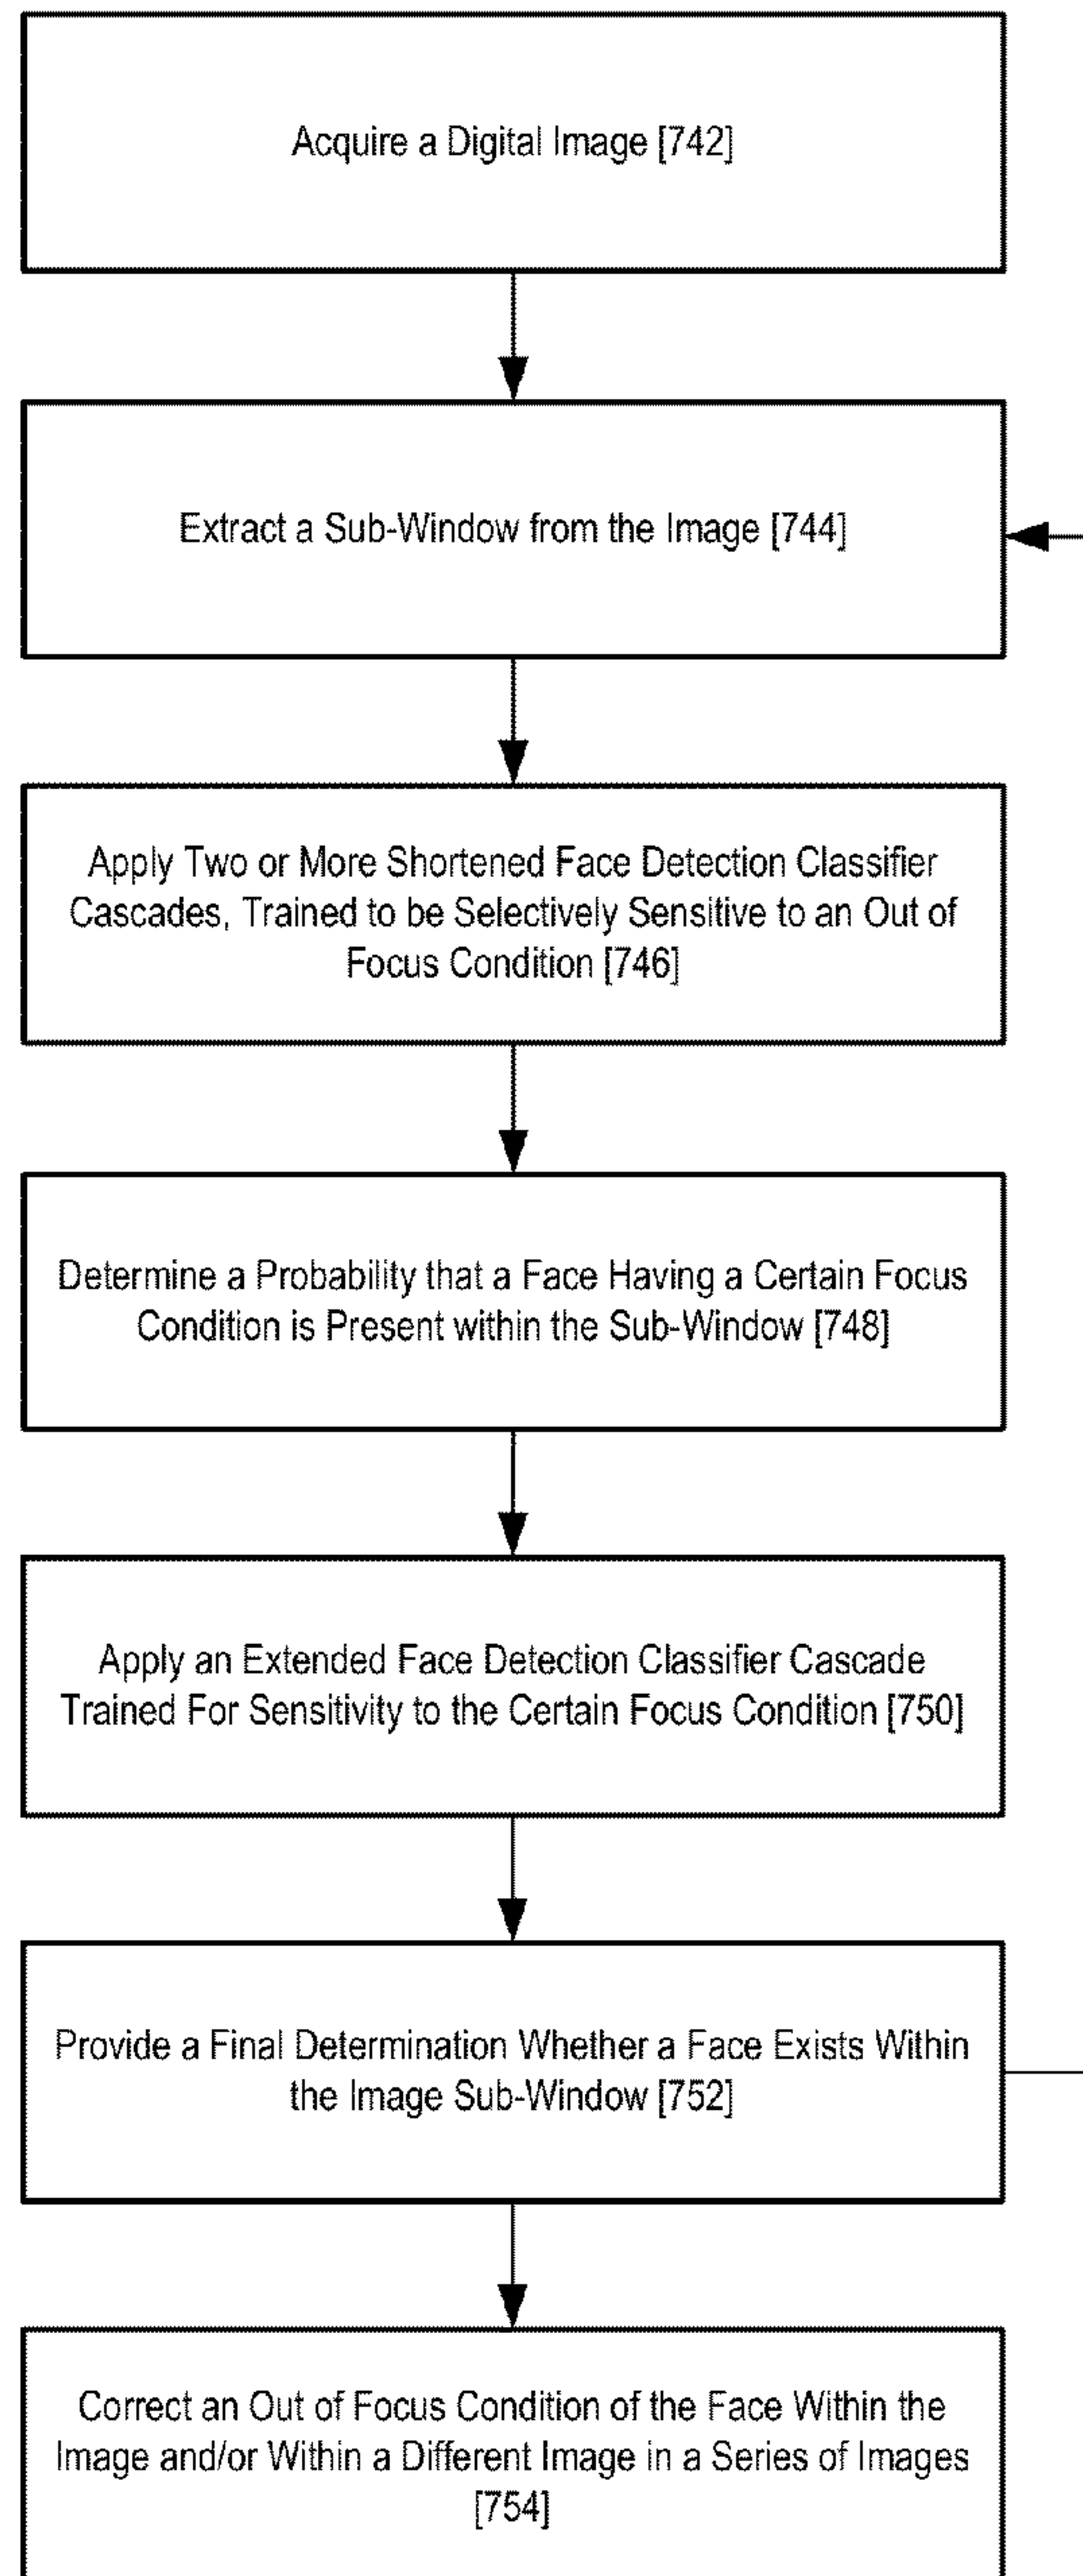 Acquire a Digital Image [742]
Extract a Sub-Window from the Image [744]
Apply Two or More Shortened Face Detection Classifier
Cascades, Trained to be Selectively Sensitive to an Out of
Focus Condition [746]
Determine a Probability that a Face Having a Certain Focus
Condition is Present within the Sub-Window [748]
Apply an Extended Face Detection Classifier Cascade
Trained For Sensitivity to the Certain Focus Condition [750]
Provide a Final Determination Whether a Face Exists Within
the Image Sub-Window [752]
Correct an Out of Focus Condition of the Face Within the
Image and/or Within a Different Image in a Series of Images
[754]